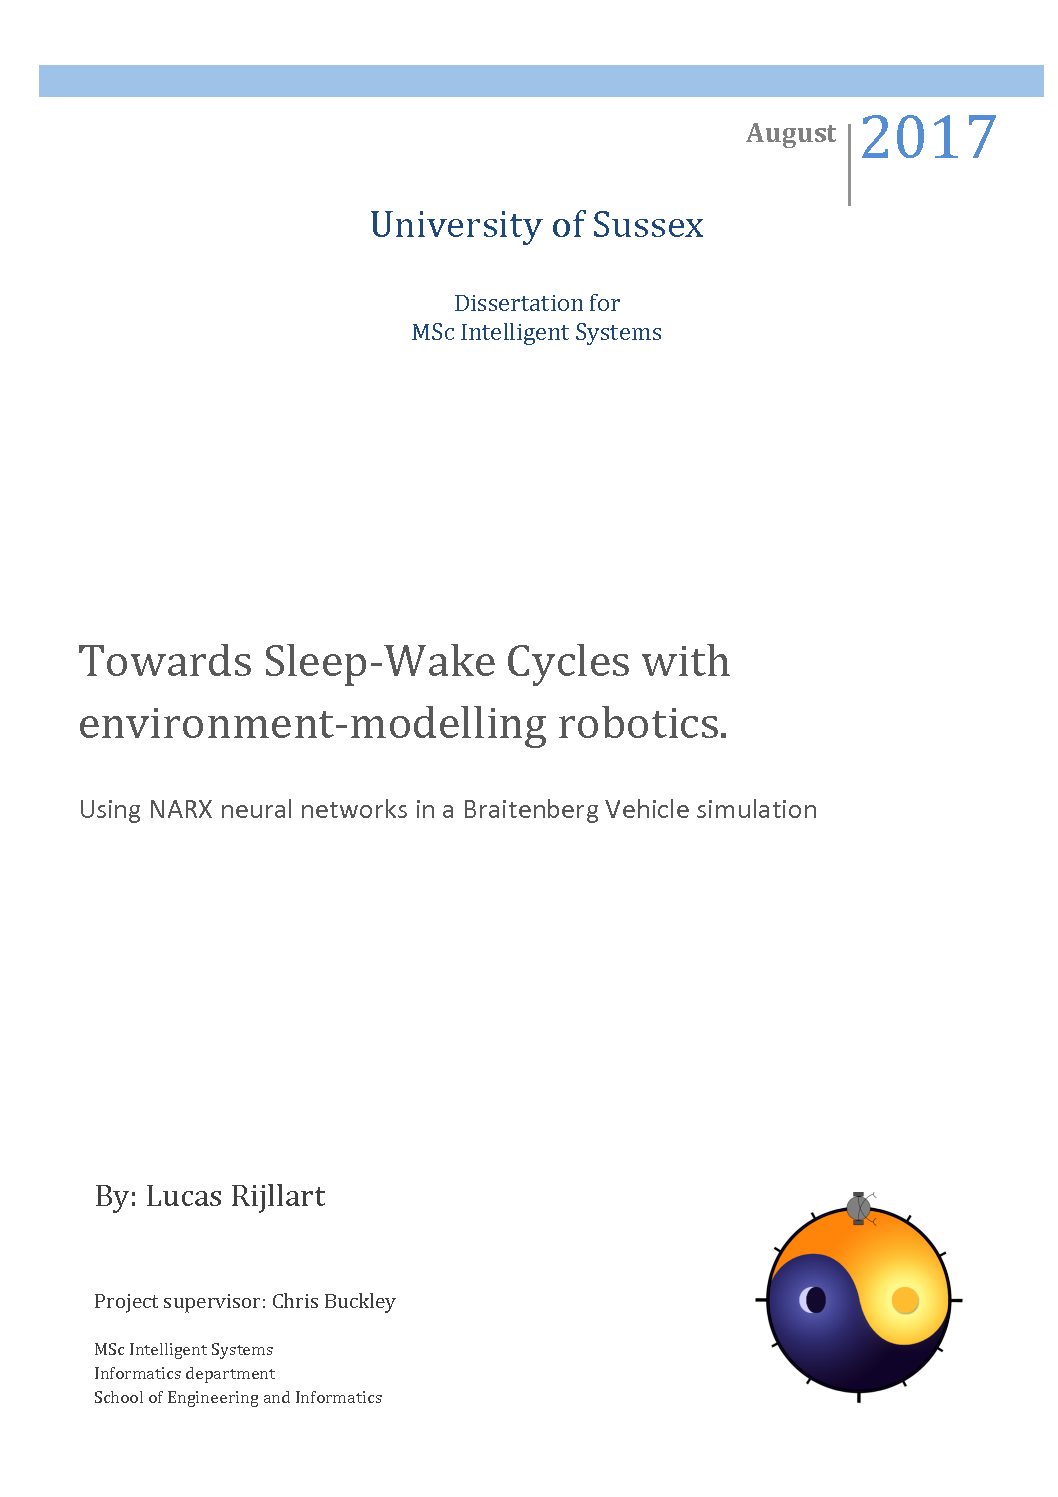 August 2017
University of Sussex
Dissertation for
MSc Intelligent Systems
Towards Sleep-Wake Cycles with
environment-modelling robotics.
Using NARX neural networks in a Braitenberg Vehicle simulation
By: Lucas Rijllart
Project supervisor: Chris Buckley
MSc Intelligent Systems
Informatics department
School of Engineering and Informatics